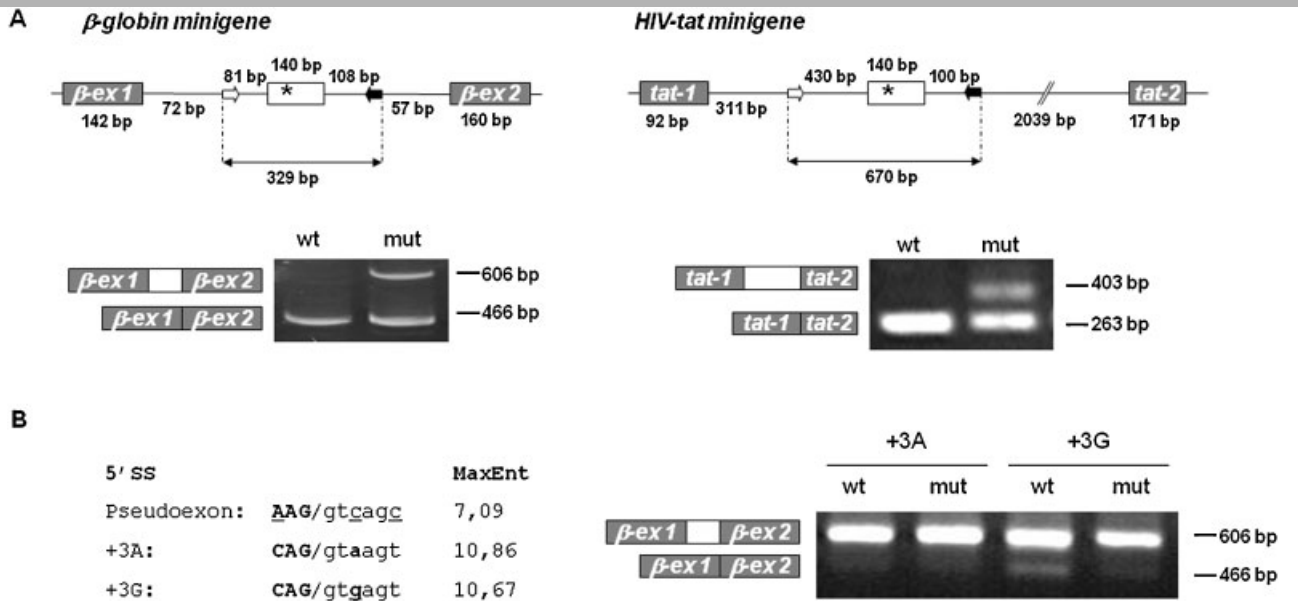 A
β-globin minigene
HIV-tat minigene
81 bp 140 bp 108 bp
β-ex 1 * β-ex 2
142 bp 72 bp 57 bp 160 bp
329 bp
430 bp 140 bp 100 bp
tat-1 * tat-2
92 bp 311 bp 2039 bp 171 bp
670 bp
wt mut
β-ex 1 β-ex 2 606 bp
β-ex 1 β-ex 2 466 bp
wt mut
tat-1 tat-2 403 bp
tat-1 tat-2 263 bp
B
5' SS MaxEnt
Pseudoexon: AAG/gtcagc 7,09
+3A: CAG/gtaagt 10,86
+3G: CAG/gtgagt 10,67
+3A +3G
wt mut wt mut
β-ex 1 β-ex 2 606 bp
β-ex 1 β-ex 2 466 bp